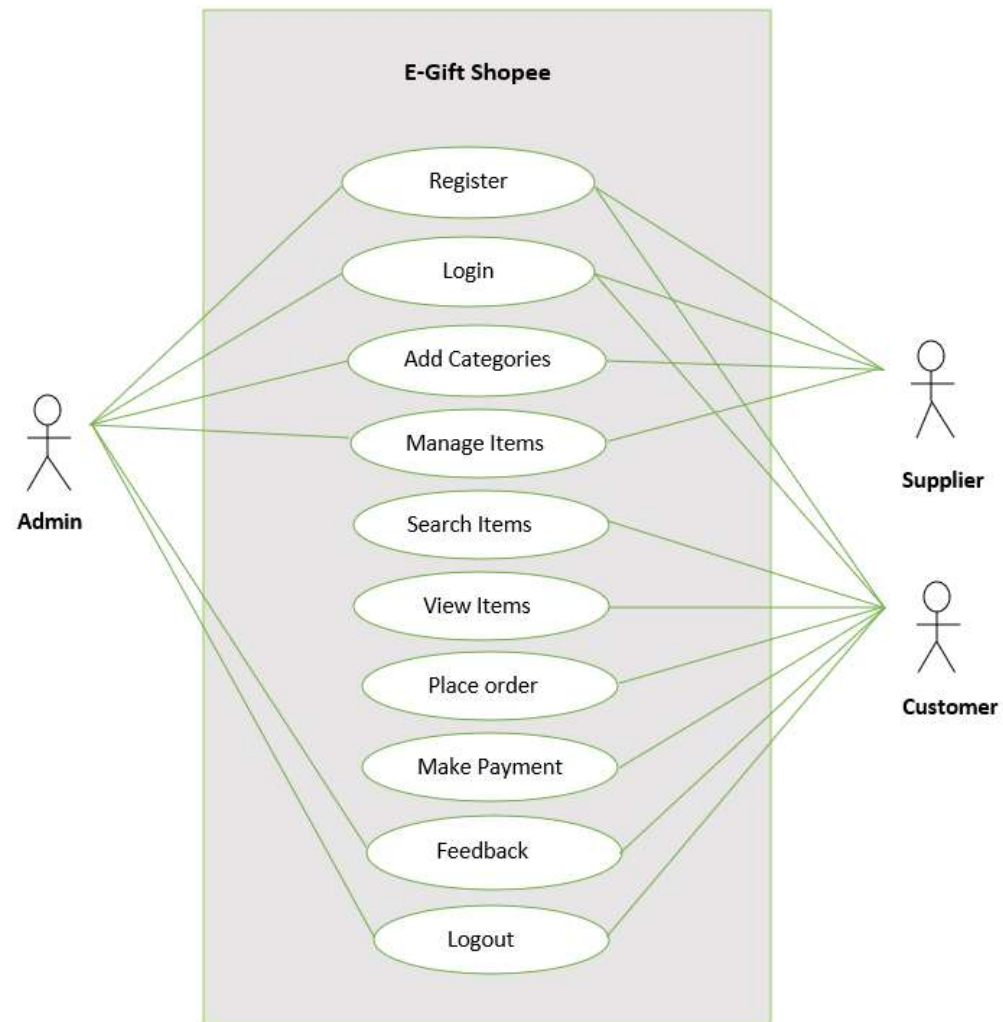 E-Gift Shopee
Register
Login
Add Categories
Manage Items
Search Items
View Items
Place order
Make Payment
Feedback
Logout
Admin
Supplier
Customer